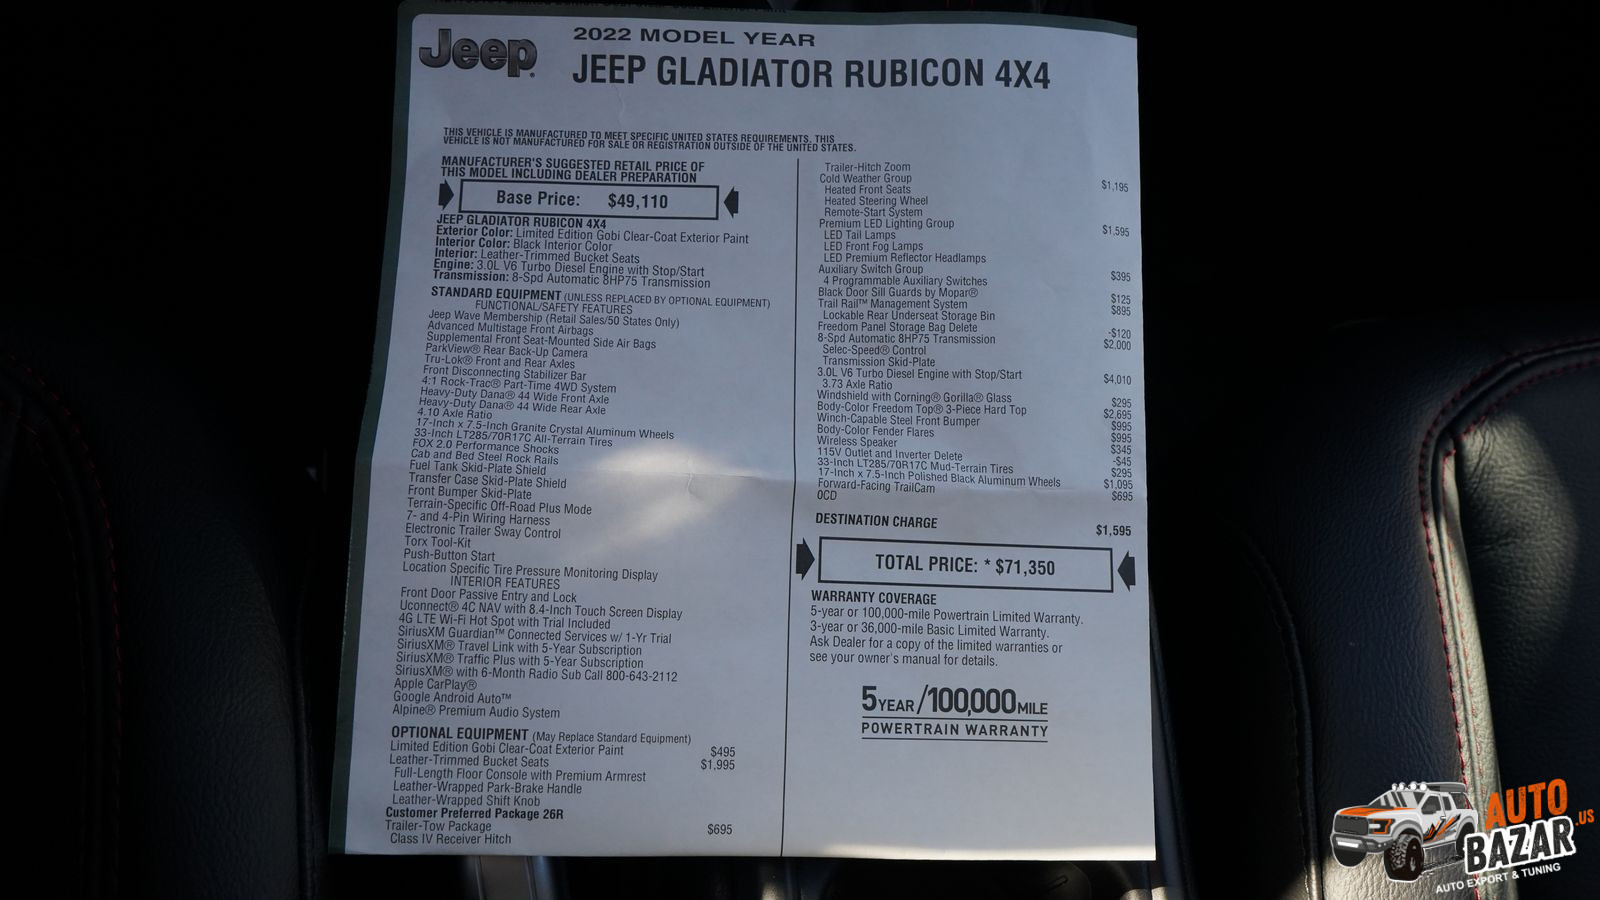 Jeep
2022 MODEL YEAR
JEEP GLADIATOR RUBICON 4X4
THIS VEHICLE IS MANUFACTURED TO MEET SPECIFIC UNITED STATES REQUIREMENTS. THIS
VEHICLE IS NOT MANUFACTURED FOR SALE OR REGISTRATION OUTSIDE OF THE UNITED STATES.
MANUFACTURER'S SUGGESTED RETAIL PRICE OF
THIS MODEL INCLUDING DEALER PREPARATION
Base Price: $49,110
JEEP GLADIATOR RUBICON 4X4
Exterior Color: Limited Edition Gobi Clear-Coat Exterior Paint
Interior Color: Black Interior Color
Interior: Leather-Trimmed Bucket Seats
Engine: 3.0L V6 Turbo Diesel Engine with Stop/Start
Transmission: 8-Spd Automatic 8HP75 Transmission
STANDARD EQUIPMENT (UNLESS REPLACED BY OPTIONAL EQUIPMENT)
FUNCTIONAL/SAFETY FEATURES
Jeep Wave Membership (Retail Sales/50 States Only)
Advanced Multistage Front Airbags
Supplemental Front Seat-Mounted Side Air Bags
ParkView® Rear Back-Up Camera
Tru-Lok® Front and Rear Axles
Front Disconnecting Stabilizer Bar
4:1 Rock-Trac® Part-Time 4WD System
Heavy-Duty Dana® 44 Wide Front Axle
Heavy-Duty Dana® 44 Wide Rear Axle
4.10 Axle Ratio
17-Inch x 7.5-Inch Granite Crystal Aluminum Wheels
33-Inch LT285/70R17C All-Terrain Tires
FOX 2.0 Performance Shocks
Cab and Bed Steel Rock Rails
Fuel Tank Skid-Plate Shield
Transfer Case Skid-Plate Shield
Front Bumper Skid-Plate
Terrain-Specific Off-Road Plus Mode
7- and 4-Pin Wiring Harness
Electronic Trailer Sway Control
Torx Tool-Kit
Push-Button Start
Location Specific Tire Pressure Monitoring Display
INTERIOR FEATURES
Front Door Passive Entry and Lock
Uconnect® 4C NAV with 8.4-Inch Touch Screen Display
4G LTE Wi-Fi Hot Spot with Trial Included
SiriusXM Guardian™ Connected Services w/ 1-Yr Trial
SiriusXM® Travel Link with 5-Year Subscription
SiriusXM® Traffic Plus with 5-Year Subscription
SiriusXM® with 6-Month Radio Sub Call 800-643-2112
Apple CarPlay®
Google Android Auto™
Alpine® Premium Audio System
OPTIONAL EQUIPMENT (May Replace Standard Equipment)
Limited Edition Gobi Clear-Coat Exterior Paint $495
Leather-Trimmed Bucket Seats $1,995
Full-Length Floor Console with Premium Armrest
Leather-Wrapped Park-Brake Handle
Leather-Wrapped Shift Knob
Customer Preferred Package 26R
Trailer-Tow Package $695
Class IV Receiver Hitch
Trailer-Hitch Zoom
Cold Weather Group $1,195
Heated Front Seats
Heated Steering Wheel
Remote-Start System
Premium LED Lighting Group $1,595
LED Tail Lamps
LED Front Fog Lamps
LED Premium Reflector Headlamps
Auxiliary Switch Group $395
4 Programmable Auxiliary Switches
Black Door Sill Guards by Mopar® $125
Trail Rail™ Management System $895
Lockable Rear Underseat Storage Bin
Freedom Panel Storage Bag Delete -$120
8-Spd Automatic 8HP75 Transmission $2,000
Selec-Speed® Control
Transmission Skid-Plate
3.0L V6 Turbo Diesel Engine with Stop/Start $4,010
3.73 Axle Ratio
Windshield with Corning® Gorilla® Glass $295
Body-Color Freedom Top® 3-Piece Hard Top $2,695
Winch-Capable Steel Front Bumper $995
Body-Color Fender Flares $995
Wireless Speaker $345
115V Outlet and Inverter Delete -$45
33-Inch LT285/70R17C Mud-Terrain Tires $295
17-Inch x 7.5-Inch Polished Black Aluminum Wheels $1,095
Forward-Facing TrailCam $695
0CD
DESTINATION CHARGE $1,595
TOTAL PRICE: * $71,350
WARRANTY COVERAGE
5-year or 100,000-mile Powertrain Limited Warranty.
3-year or 36,000-mile Basic Limited Warranty.
Ask Dealer for a copy of the limited warranties or
see your owner's manual for details.
5 YEAR/100,000 MILE
POWERTRAIN WARRANTY
AUTO
BAZAR.us
AUTO EXPORT & TUNING